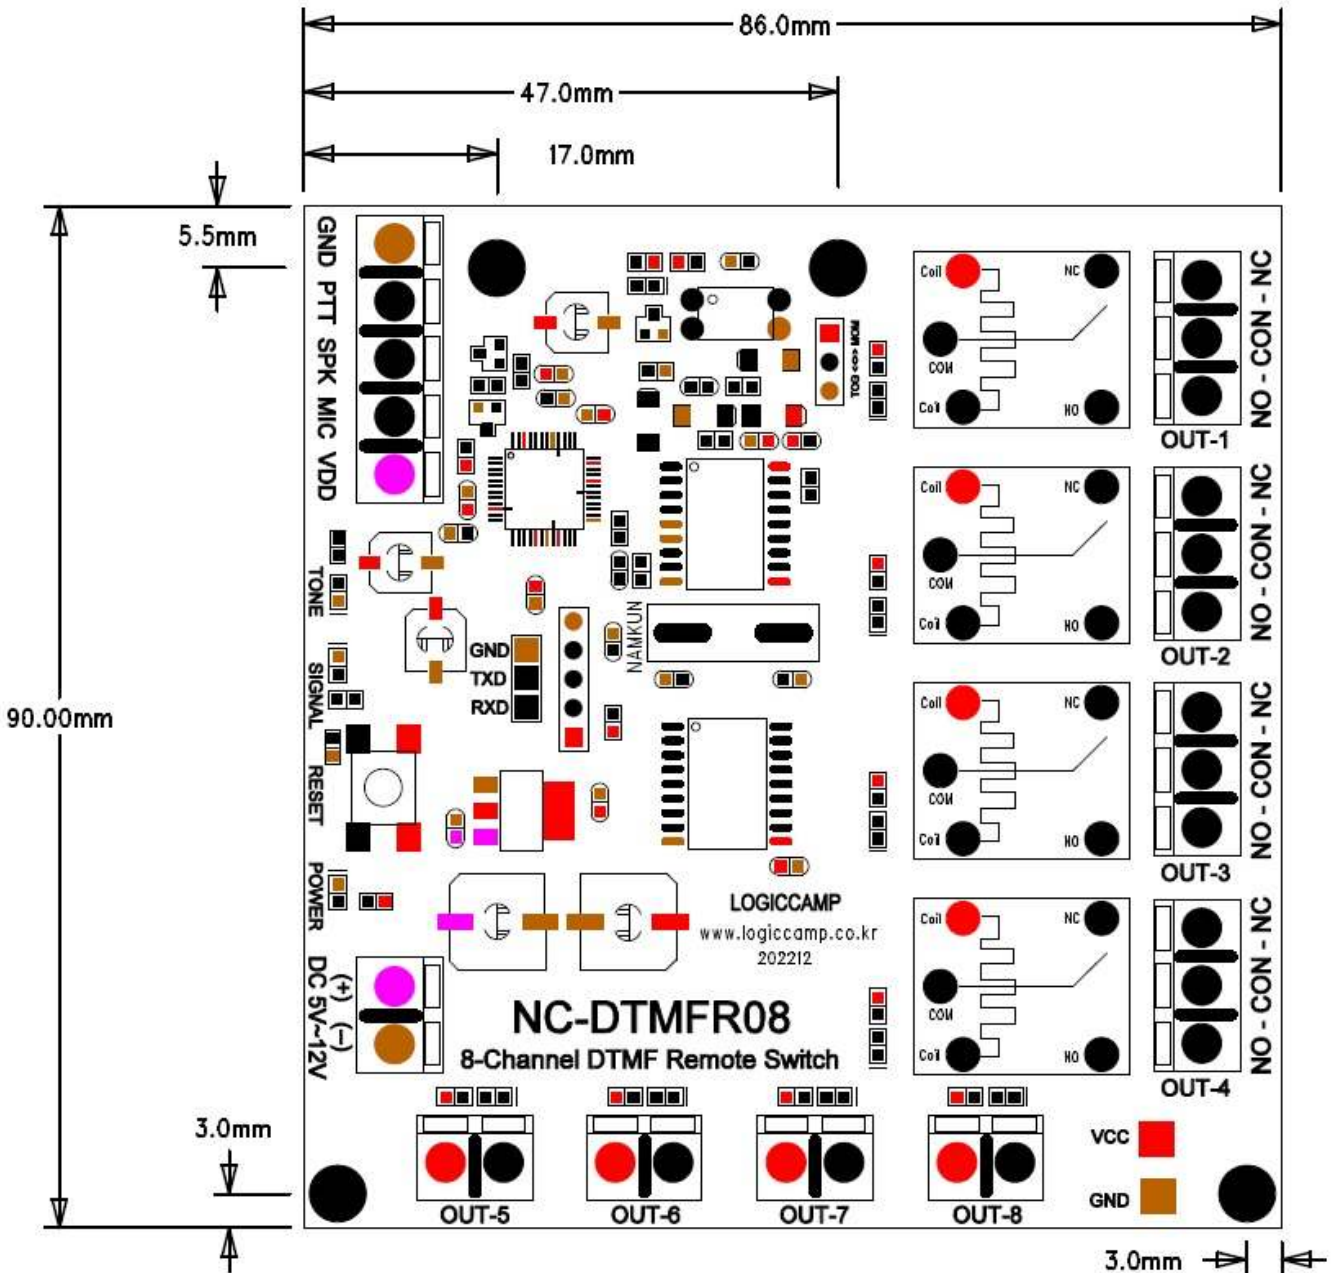 86.0mm
47.0mm
17.0mm
5.5mm
90.00mm
3.0mm
3.0mm
GND PTT SPK MIC VDD
TONE
SIGNAL
RESET
POWER
DC 5V~12V
(+) (−)
TOG <=> MON
GND
TXD
RXD
NAMKUN
Coil
NC
COM
Coil
NO
NO - CON - NC
OUT-1
Coil
NC
COM
Coil
NO
NO - CON - NC
OUT-2
Coil
NC
COM
Coil
NO
NO - CON - NC
OUT-3
Coil
NC
COM
Coil
NO
NO - CON - NC
OUT-4
LOGICCAMP
www.logiccamp.co.kr
202212
NC-DTMFR08
8-Channel DTMF Remote Switch
OUT-5
OUT-6
OUT-7
OUT-8
VCC
GND